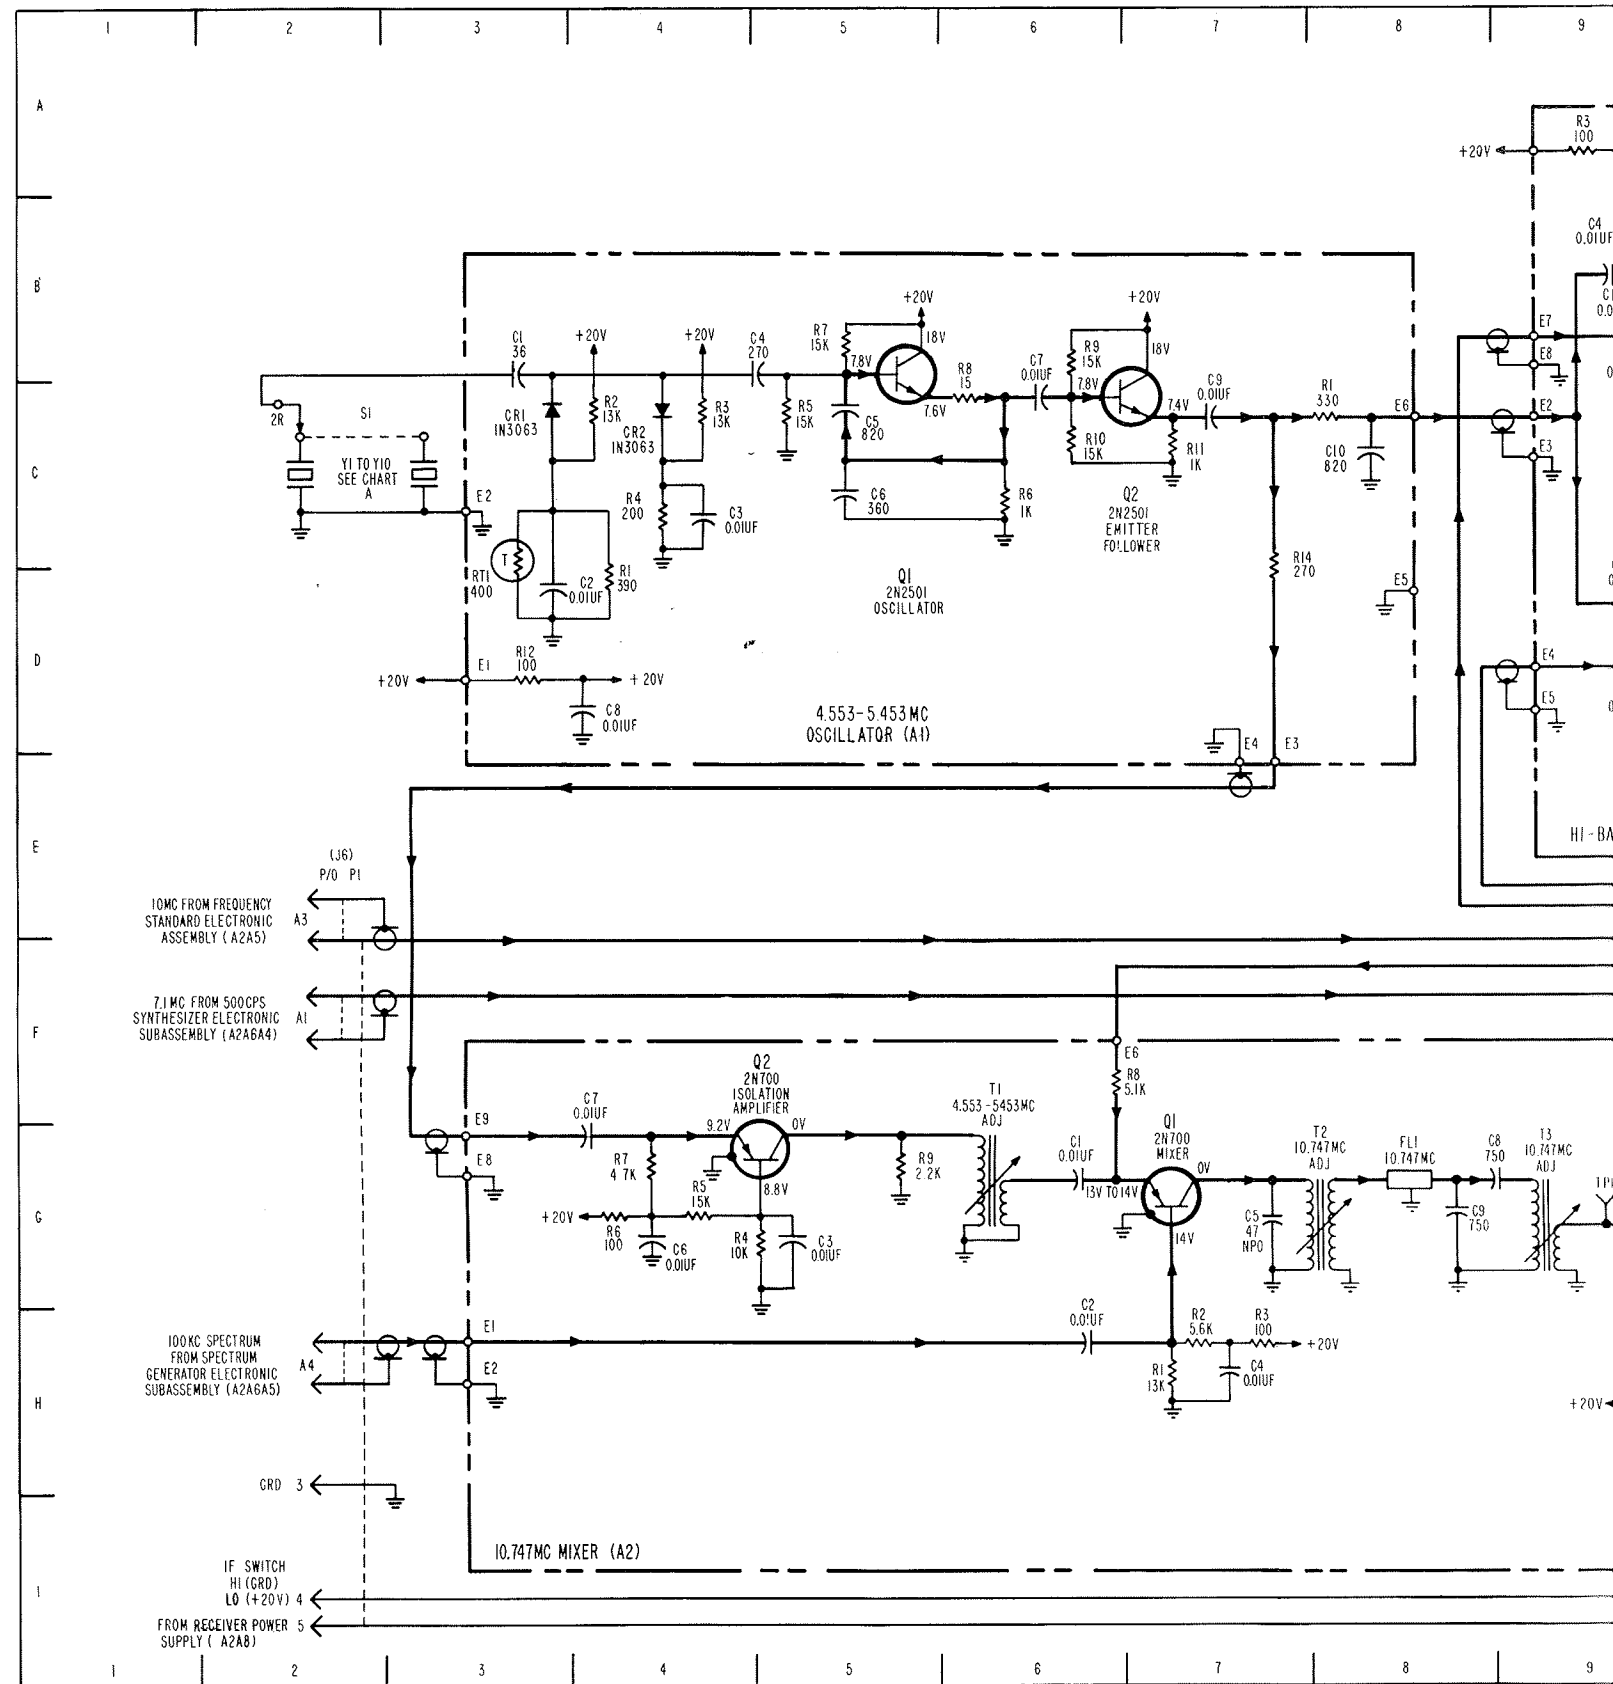 1 2 3 4 5 6 7 8 9
A
R3
100
+20V
C4
0.01UF
B
+20V
+20V
C1
36
+20V
+20V
C4
270
R7
15K
18V
7.8V
R9
15K
18V
7.8V
C7
0.01UF
R8
15
7.6V
7.4V
C9
0.01UF
R1
330
E6
E7
E8
E2
E3
2R
S1
CR1
1N3063
R2
13K
CR2
1N3063
R3
13K
R5
15K
C5
820
R10
15K
R11
1K
C10
820
C
Y1 TO Y10
SEE CHART
A
E2
R4
200
C3
0.01UF
C6
360
R6
1K
Q2
2N2501
EMITTER
FOLLOWER
T
RT1
400
C2
0.01UF
R1
390
Q1
2N2501
OSCILLATOR
R14
270
E5
D
+20V
E1
R12
100
+20V
C8
0.01UF
4.553-5.453MC
OSCILLATOR (A1)
E4
E3
E4
E5
E
HI-BA
(J6)
P/O P1
10MC FROM FREQUENCY
STANDARD ELECTRONIC
ASSEMBLY (A2A5)
A3
7.1MC FROM 500CPS
SYNTHESIZER ELECTRONIC
SUBASSEMBLY (A2A6A4)
A1
F
Q2
2N700
ISOLATION
AMPLIFIER
E6
R8
5.1K
T1
4.553-5453MC
ADJ
E9
C7
0.01UF
9.2V
0V
E8
R7
4.7K
R5
15K
8.8V
R9
2.2K
C1
0.01UF
13V TO 14V
Q1
2N700
MIXER
0V
T2
10.747MC
ADJ
FL1
10.747MC
C8
750
T3
10.747MC
ADJ
G
+20V
R6
100
C6
0.01UF
R4
10K
C3
0.01UF
14V
C5
47
NPO
C9
750
100KC SPECTRUM
FROM SPECTRUM
GENERATOR ELECTRONIC
SUBASSEMBLY (A2A6A5)
A4
E1
E2
C2
0.01UF
R2
5.6K
R3
100
+20V
R1
13K
C4
0.01UF
H
+20V
GRD 3
10.747MC MIXER (A2)
I
IF SWITCH
HI (GRD)
LO (+20V) 4
FROM RECEIVER POWER 5
SUPPLY ( A2A8)
1 2 3 4 5 6 7 8 9